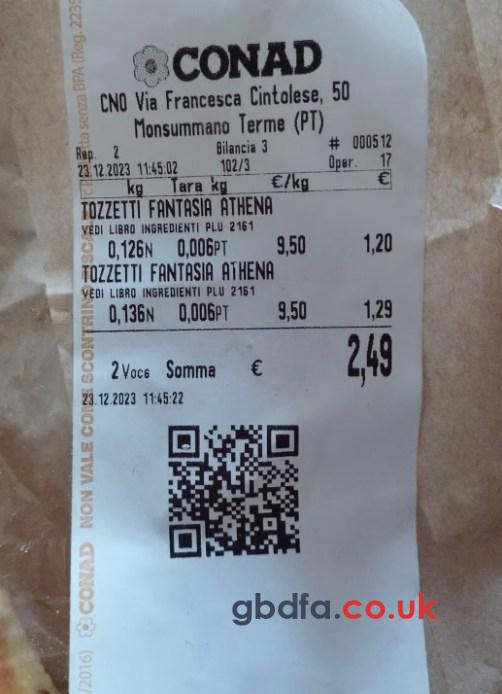 CONAD
CNO Via Francesca Cintolese, 50
Monsummano Terme (PT)
Rep. 2 Bilancia 3 # 000512
23.12.2023 11:45:02 102/3 Oper. 17
kg Tara kg €/kg €
TOZZETTI FANTASIA ATHENA
VEDI LIBRO INGREDIENTI PLU 2161
0,126N 0,006PT 9,50 1,20
TOZZETTI FANTASIA ATHENA
VEDI LIBRO INGREDIENTI PLU 2161
0,136N 0,006PT 9,50 1,29
2 Voce Somma € 2,49
23.12.2023 11:45:22
gbdfa.co.uk
/2016) CONAD NON VALE COME SCONTRINO senza BPA (Reg. 2235